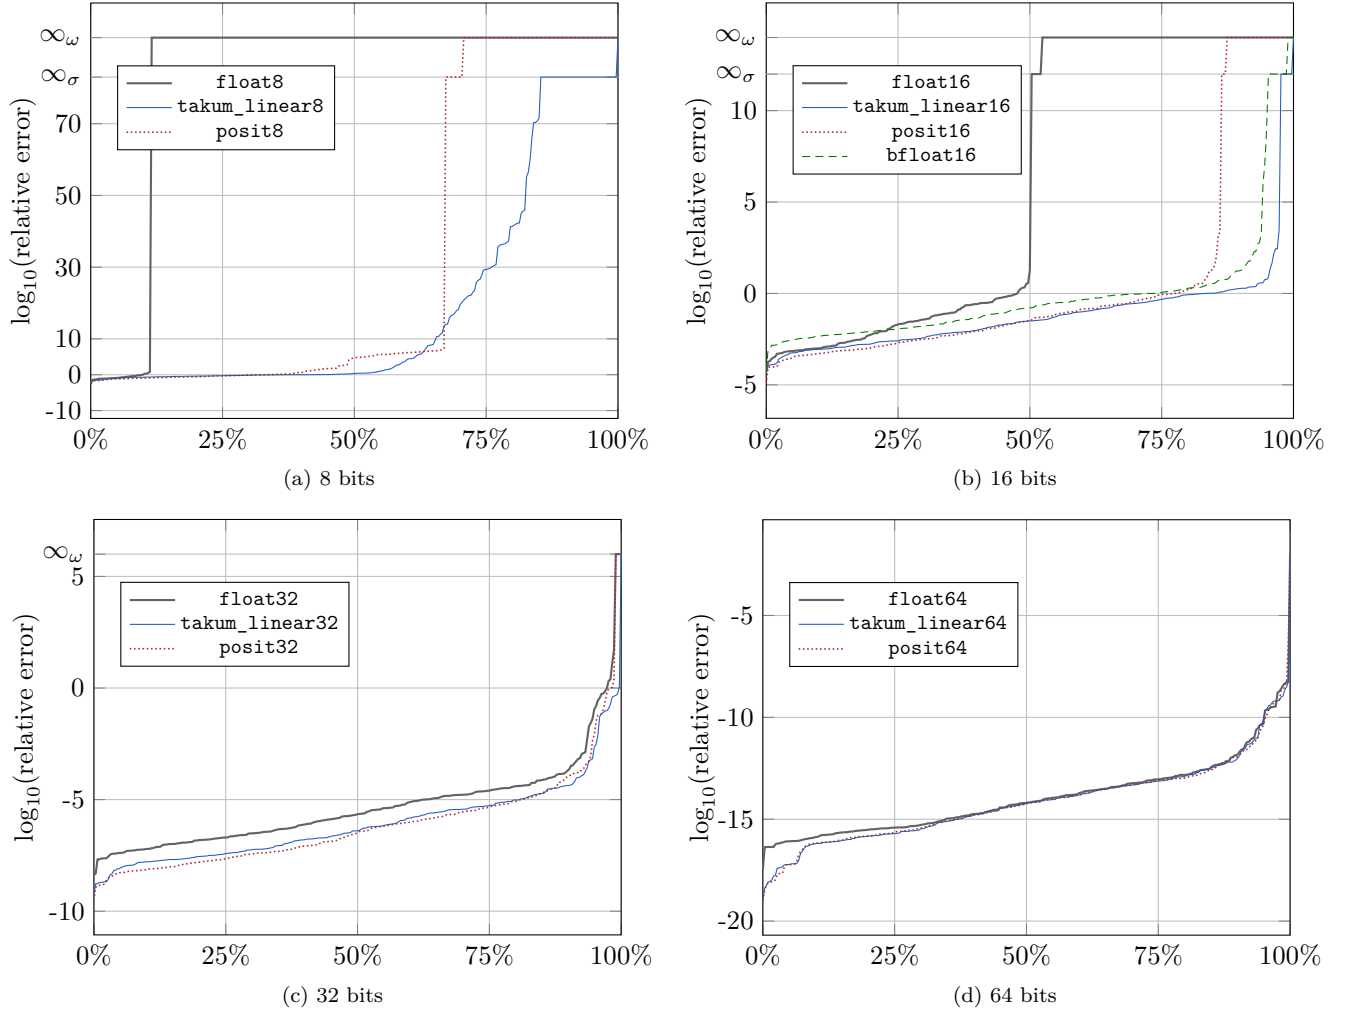 ∞ω
∞σ
70
50
30
10
0
-10
log10(relative error)
float8
takum_linear8
posit8
0%
25%
50%
75%
100%
(a) 8 bits
∞ω
∞σ
10
5
0
-5
log10(relative error)
float16
takum_linear16
posit16
bfloat16
0%
25%
50%
75%
100%
(b) 16 bits
∞ω
5
0
-5
-10
log10(relative error)
float32
takum_linear32
posit32
0%
25%
50%
75%
100%
(c) 32 bits
-5
-10
-15
-20
log10(relative error)
float64
takum_linear64
posit64
0%
25%
50%
75%
100%
(d) 64 bits